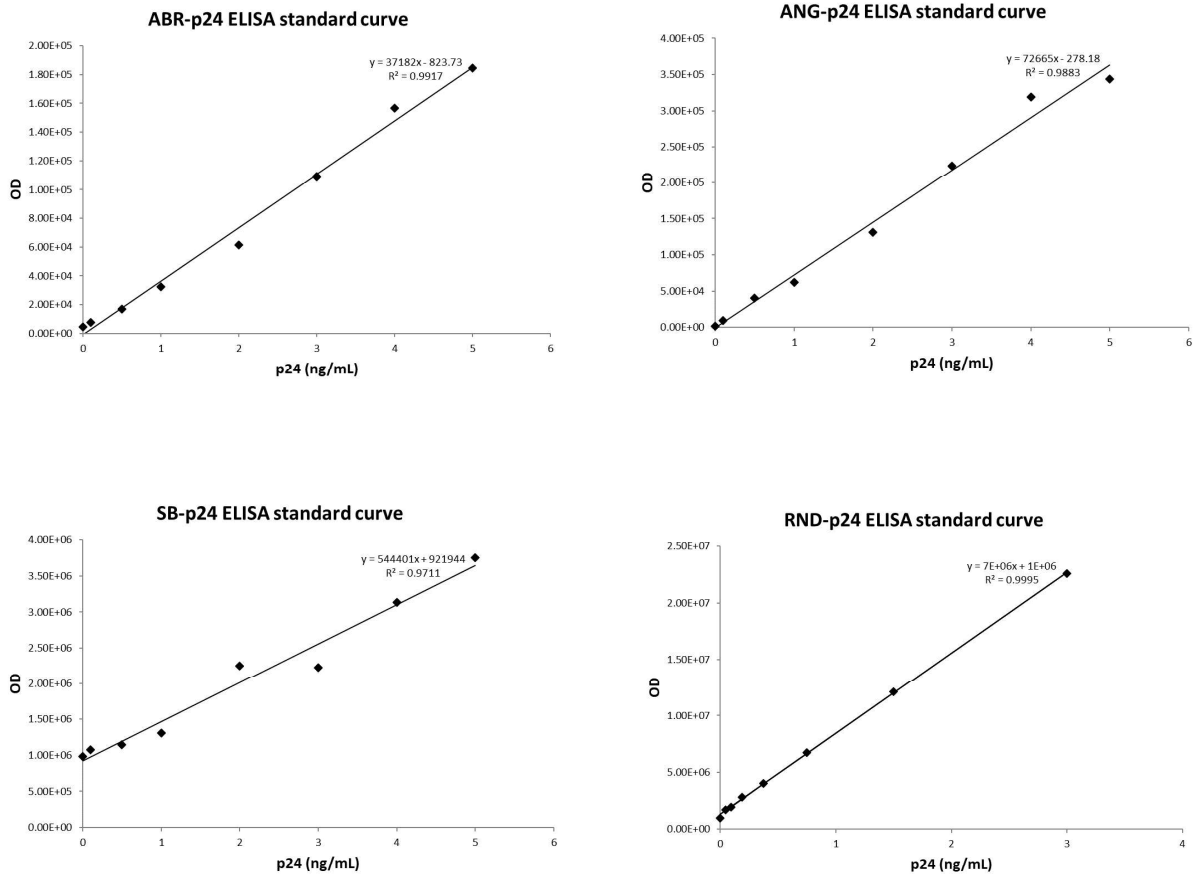 ABR-p24 ELISA standard curve
2.00E+05
1.80E+05
1.60E+05
1.40E+05
1.20E+05
1.00E+05
8.00E+04
6.00E+04
4.00E+04
2.00E+04
0.00E+00
OD
y = 37182x - 823.73
R² = 0.9917
0 1 2 3 4 5 6
p24 (ng/mL)
ANG-p24 ELISA standard curve
4.00E+05
3.50E+05
3.00E+05
2.50E+05
2.00E+05
1.50E+05
1.00E+05
5.00E+04
0.00E+00
OD
y = 72665x - 278.18
R² = 0.9883
0 1 2 3 4 5 6
p24 (ng/mL)
SB-p24 ELISA standard curve
4.00E+06
3.50E+06
3.00E+06
2.50E+06
2.00E+06
1.50E+06
1.00E+06
5.00E+05
0.00E+00
OD
y = 544401x + 921944
R² = 0.9711
0 1 2 3 4 5 6
p24 (ng/mL)
RND-p24 ELISA standard curve
2.50E+07
2.00E+07
1.50E+07
1.00E+07
5.00E+06
0.00E+00
OD
y = 7E+06x + 1E+06
R² = 0.9995
0 1 2 3 4
p24 (ng/mL)